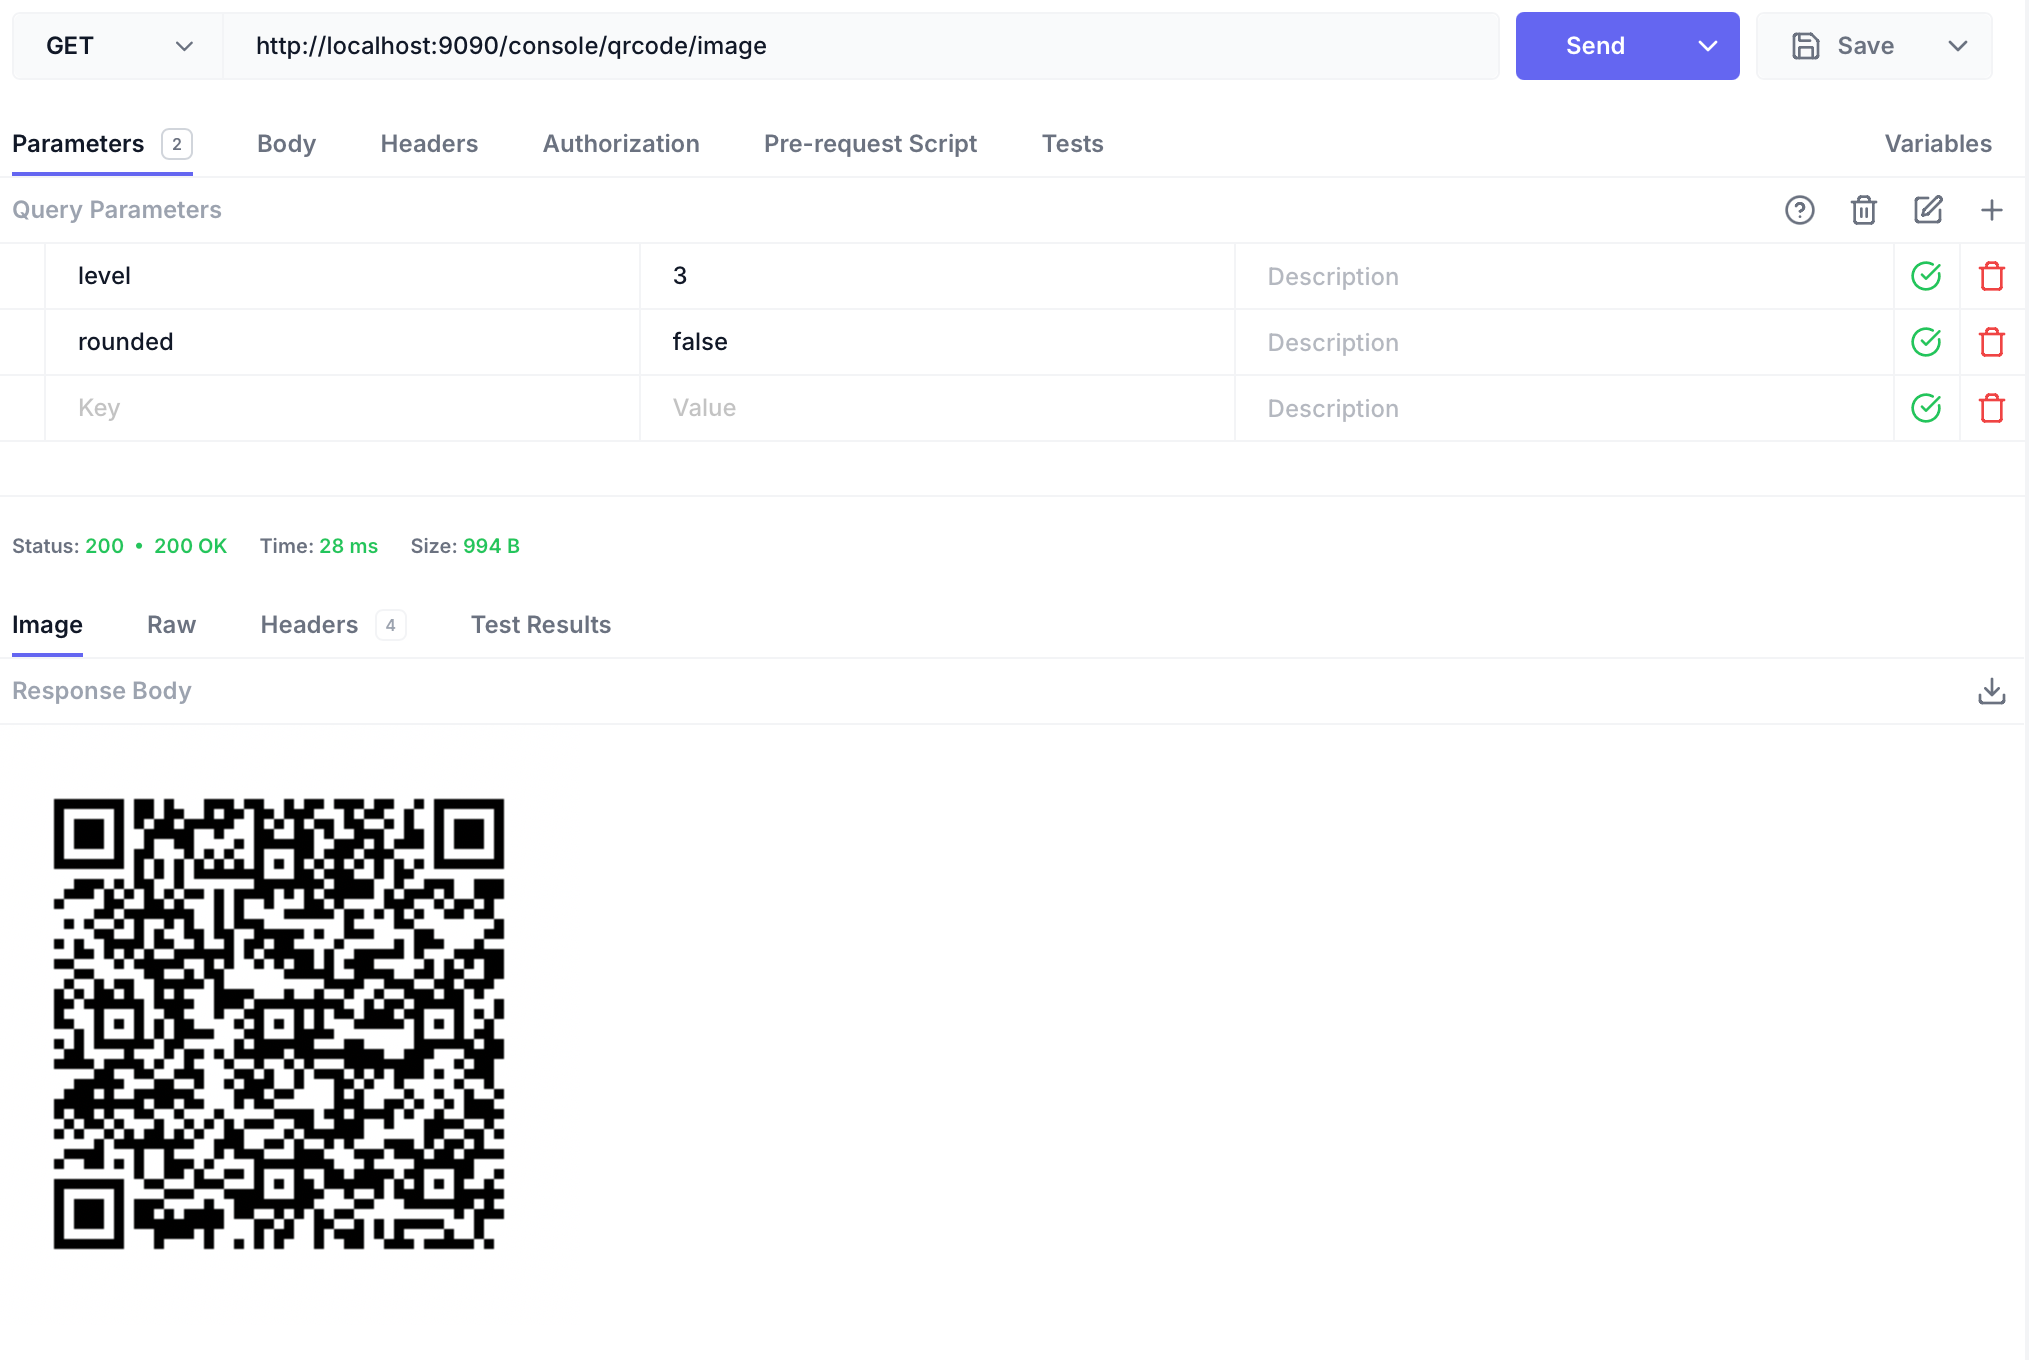 GET http://localhost:9090/console/qrcode/image Send Save
Parameters 2 Body Headers Authorization Pre-request Script Tests Variables
Query Parameters
level 3 Description
rounded false Description
Key Value Description
Status: 200 • 200 OK Time: 28 ms Size: 994 B
Image Raw Headers 4 Test Results
Response Body